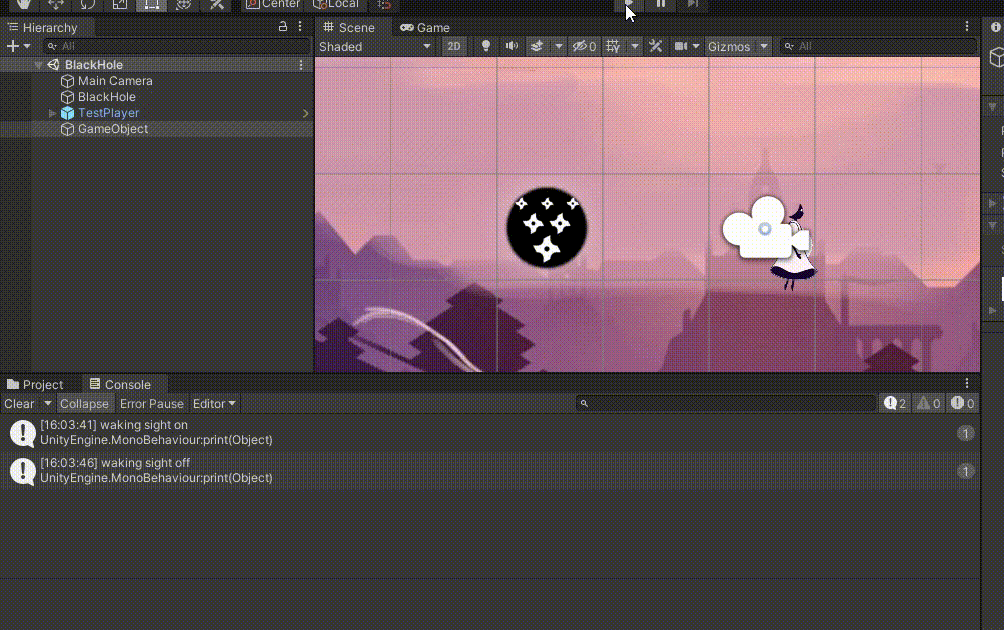 Center
Local
Hierarchy
Scene
Game
All
Shaded
2D
0
Gizmos
All
BlackHole
Main Camera
BlackHole
TestPlayer
GameObject
Project
Console
Clear
Collapse
Error Pause
Editor
2
0
0
[16:03:41] waking sight on
UnityEngine.MonoBehaviour:print(Object)
1
[16:03:46] waking sight off
UnityEngine.MonoBehaviour:print(Object)
1